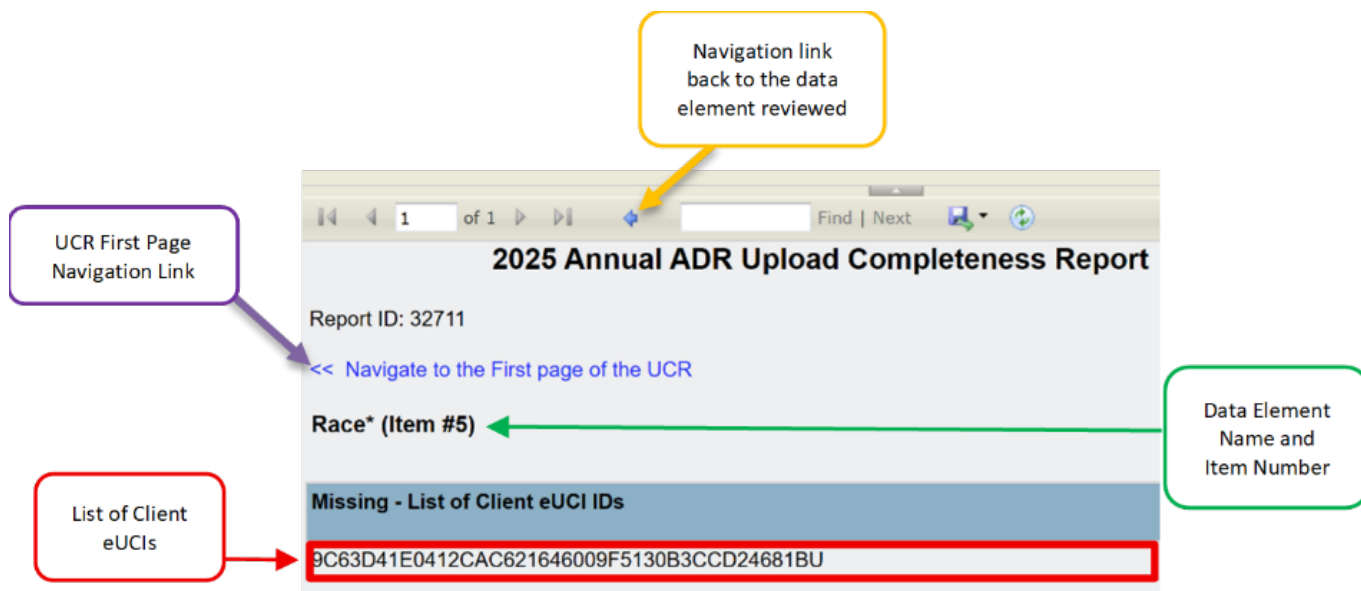 Navigation link
back to the data
element reviewed
1 of 1 Find | Next
UCR First Page
Navigation Link
2025 Annual ADR Upload Completeness Report
Report ID: 32711
<< Navigate to the First page of the UCR
Race* (Item #5)
Data Element
Name and
Item Number
Missing - List of Client eUCI IDs
List of Client
eUCIs
9C63D41E0412CAC621646009F5130B3CCD24681BU